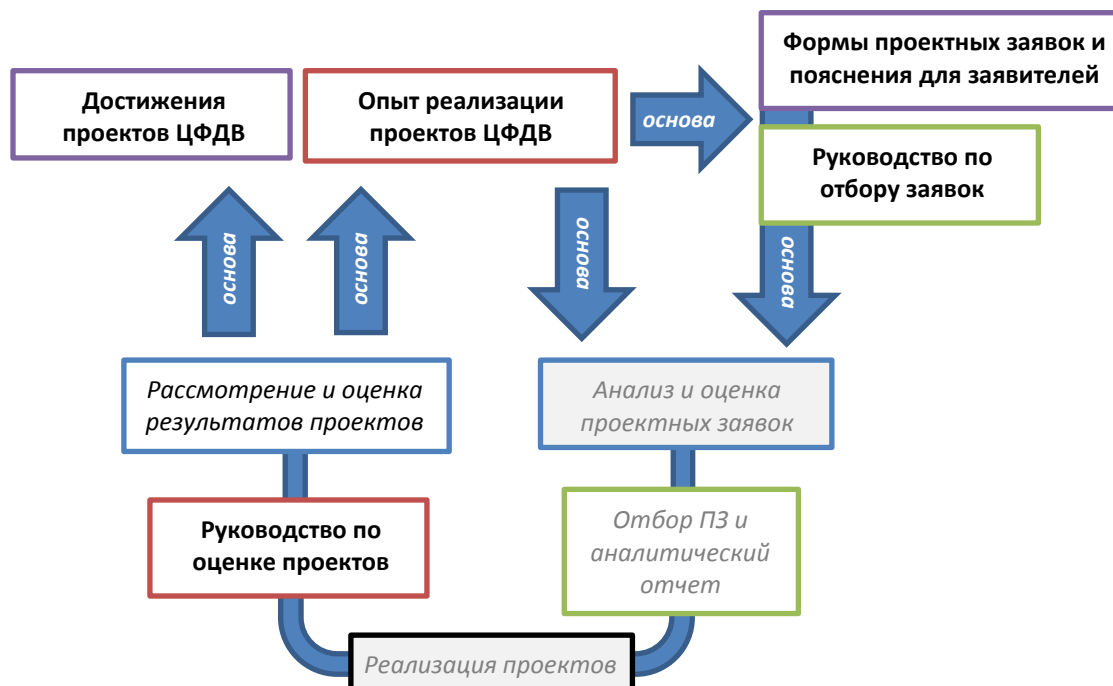 Формы проектных заявок и
пояснения для заявителей
Достижения
проектов ЦФДВ
Опыт реализации
проектов ЦФДВ
основа
Руководство по
отбору заявок
основа
основа
основа
основа
Рассмотрение и оценка
результатов проектов
Анализ и оценка
проектных заявок
Руководство по
оценке проектов
Отбор ПЗ и
аналитический
отчет
Реализация проектов